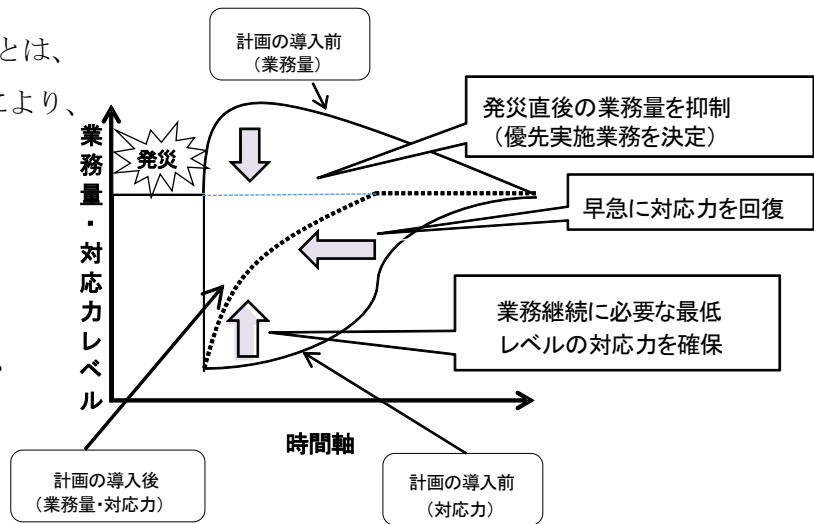 とは、
により、
計画の導入前
（業務量）
発災
発災直後の業務量を抑制
（優先実施業務を決定）
早急に対応力を回復
業務継続に必要な最低
レベルの対応力を確保
業務量・対応力レベル
時間軸
計画の導入後
（業務量・対応力）
計画の導入前
（対応力）